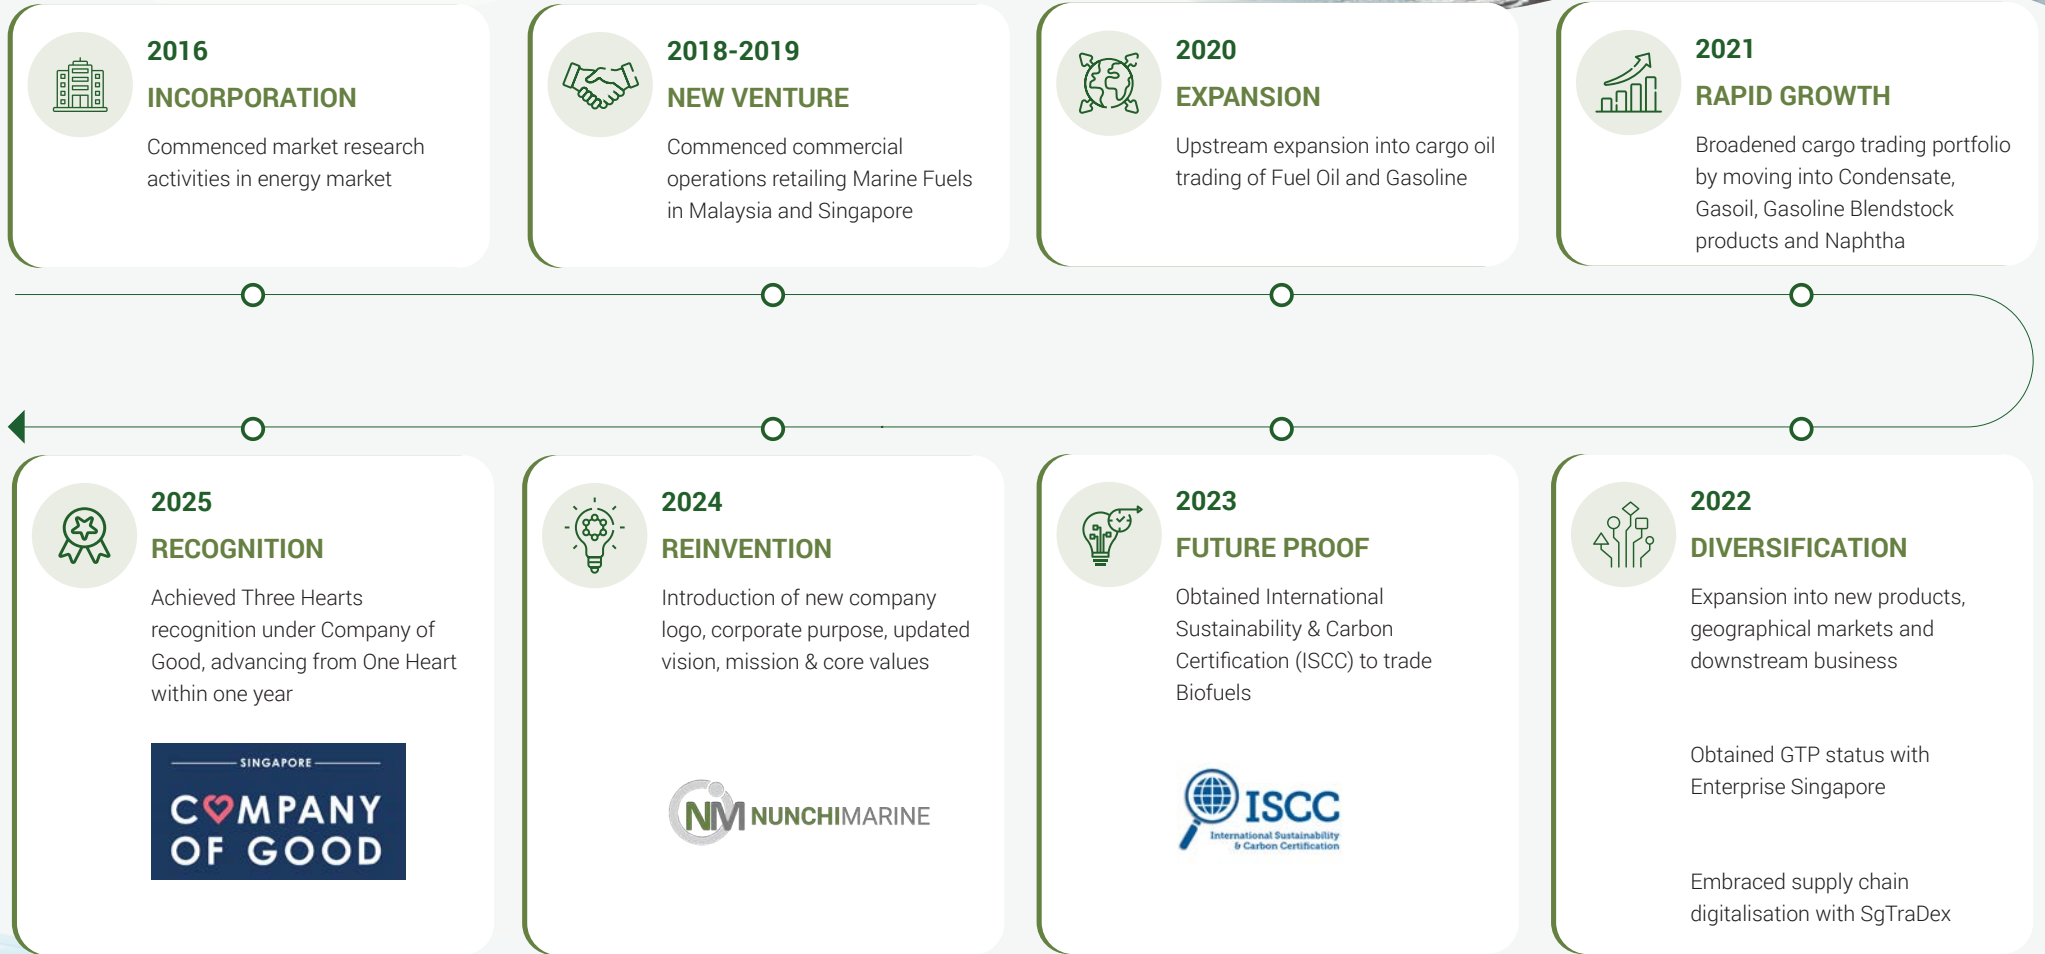 2016
INCORPORATION
Commenced market research
activities in energy market
2018-2019
NEW VENTURE
Commenced commercial
operations retailing Marine Fuels
in Malaysia and Singapore
2020
EXPANSION
Upstream expansion into cargo oil
trading of Fuel Oil and Gasoline
2021
RAPID GROWTH
Broadened cargo trading portfolio
by moving into Condensate,
Gasoil, Gasoline Blendstock
products and Naphtha
2025
RECOGNITION
Achieved Three Hearts
recognition under Company of
Good, advancing from One Heart
within one year
SINGAPORE
COMPANY
OF GOOD
2024
REINVENTION
Introduction of new company
logo, corporate purpose, updated
vision, mission & core values
NM NUNCHIMARINE
2023
FUTURE PROOF
Obtained International
Sustainability & Carbon
Certification (ISCC) to trade
Biofuels
ISCC
International Sustainability
& Carbon Certification
2022
DIVERSIFICATION
Expansion into new products,
geographical markets and
downstream business
Obtained GTP status with
Enterprise Singapore
Embraced supply chain
digitalisation with SgTraDex